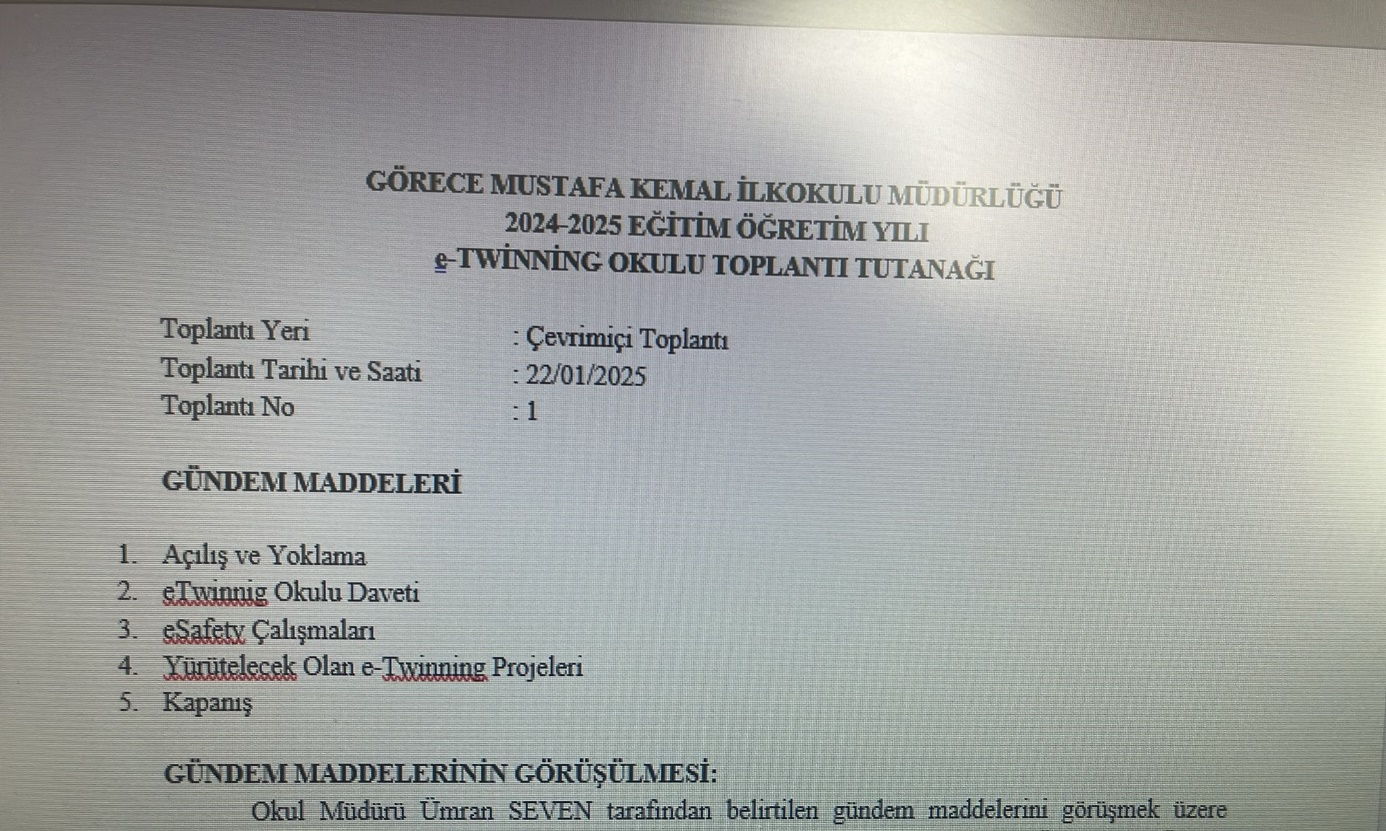 GÖRECE MUSTAFA KEMAL İLKOKULU MÜDÜRLÜĞÜ
2024-2025 EĞİTİM ÖĞRETİM YILI
e-TWİNNİNG OKULU TOPLANTI TUTANAĞI
Toplantı Yeri : Çevrimiçi Toplantı
Toplantı Tarihi ve Saati : 22/01/2025
Toplantı No : 1
GÜNDEM MADDELERİ
1. Açılış ve Yoklama
2. eTwinnig Okulu Daveti
3. eSafety Çalışmaları
4. Yürütelecek Olan e-Twinning Projeleri
5. Kapanış
GÜNDEM MADDELERİNİN GÖRÜŞÜLMESİ:
Okul Müdürü Ümran SEVEN tarafından belirtilen gündem maddelerini görüşmek üzere